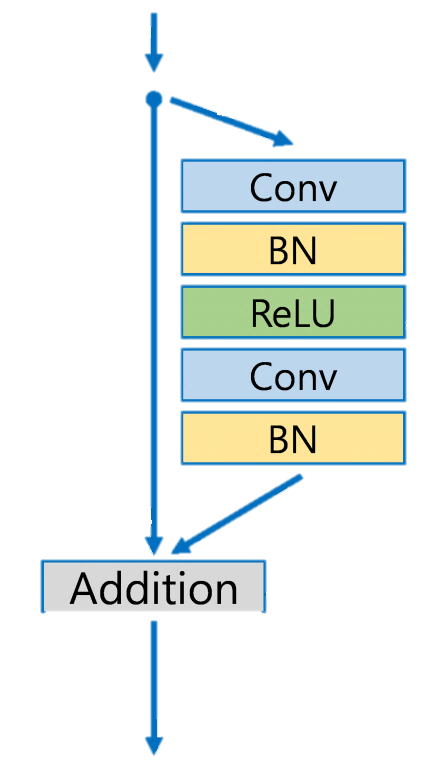 Conv
BN
ReLU
Conv
BN
Addition